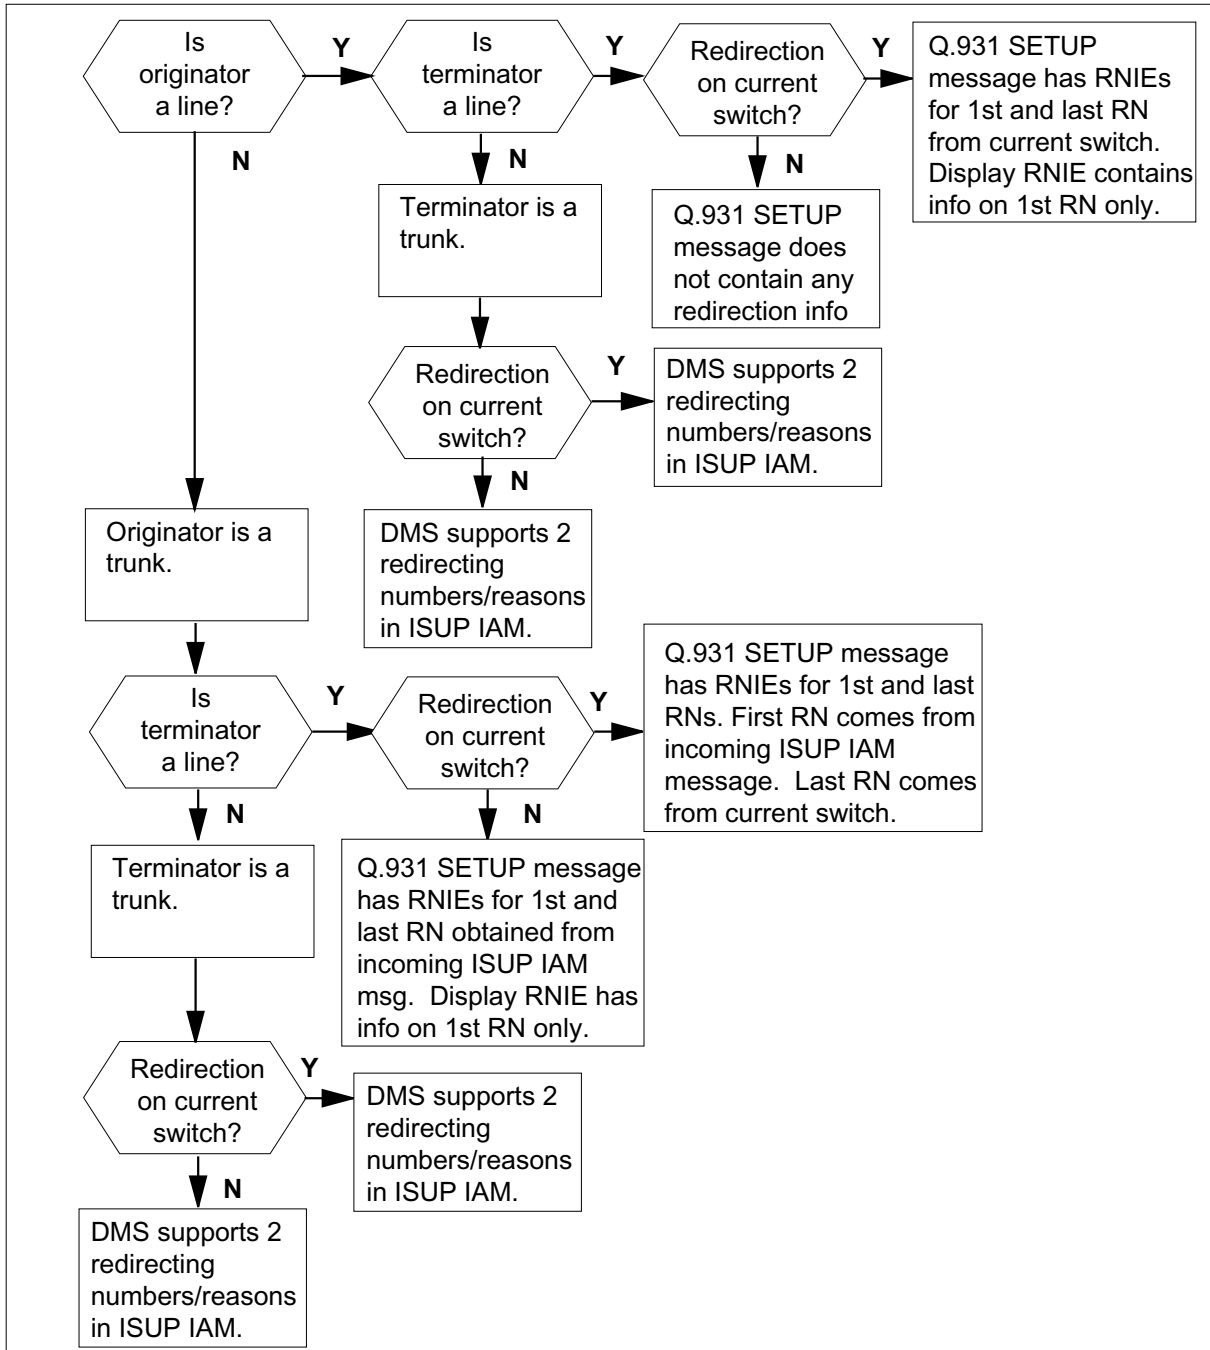 Is
originator
a line?
Y
Is
terminator
a line?
Y
Redirection
on current
switch?
Y
Q.931 SETUP
message has RNIEs
for 1st and last RN
from current switch.
Display RNIE contains
info on 1st RN only.
N
N
N
Terminator is a
trunk.
Q.931 SETUP
message does
not contain any
redirection info
Redirection
on current
switch?
Y
DMS supports 2
redirecting
numbers/reasons
in ISUP IAM.
N
DMS supports 2
redirecting
numbers/reasons
in ISUP IAM.
Originator is a
trunk.
Is
terminator
a line?
Y
Redirection
on current
switch?
Y
Q.931 SETUP message
has RNIEs for 1st and last
RNs. First RN comes from
incoming ISUP IAM
message.  Last RN comes
from current switch.
N
N
Terminator is a
trunk.
Q.931 SETUP message
has RNIEs for 1st and
last RN obtained from
incoming ISUP IAM
msg.  Display RNIE has
info on 1st RN only.
Redirection
on current
switch?
Y
DMS supports 2
redirecting
numbers/reasons
in ISUP IAM.
N
DMS supports 2
redirecting
numbers/reasons
in ISUP IAM.